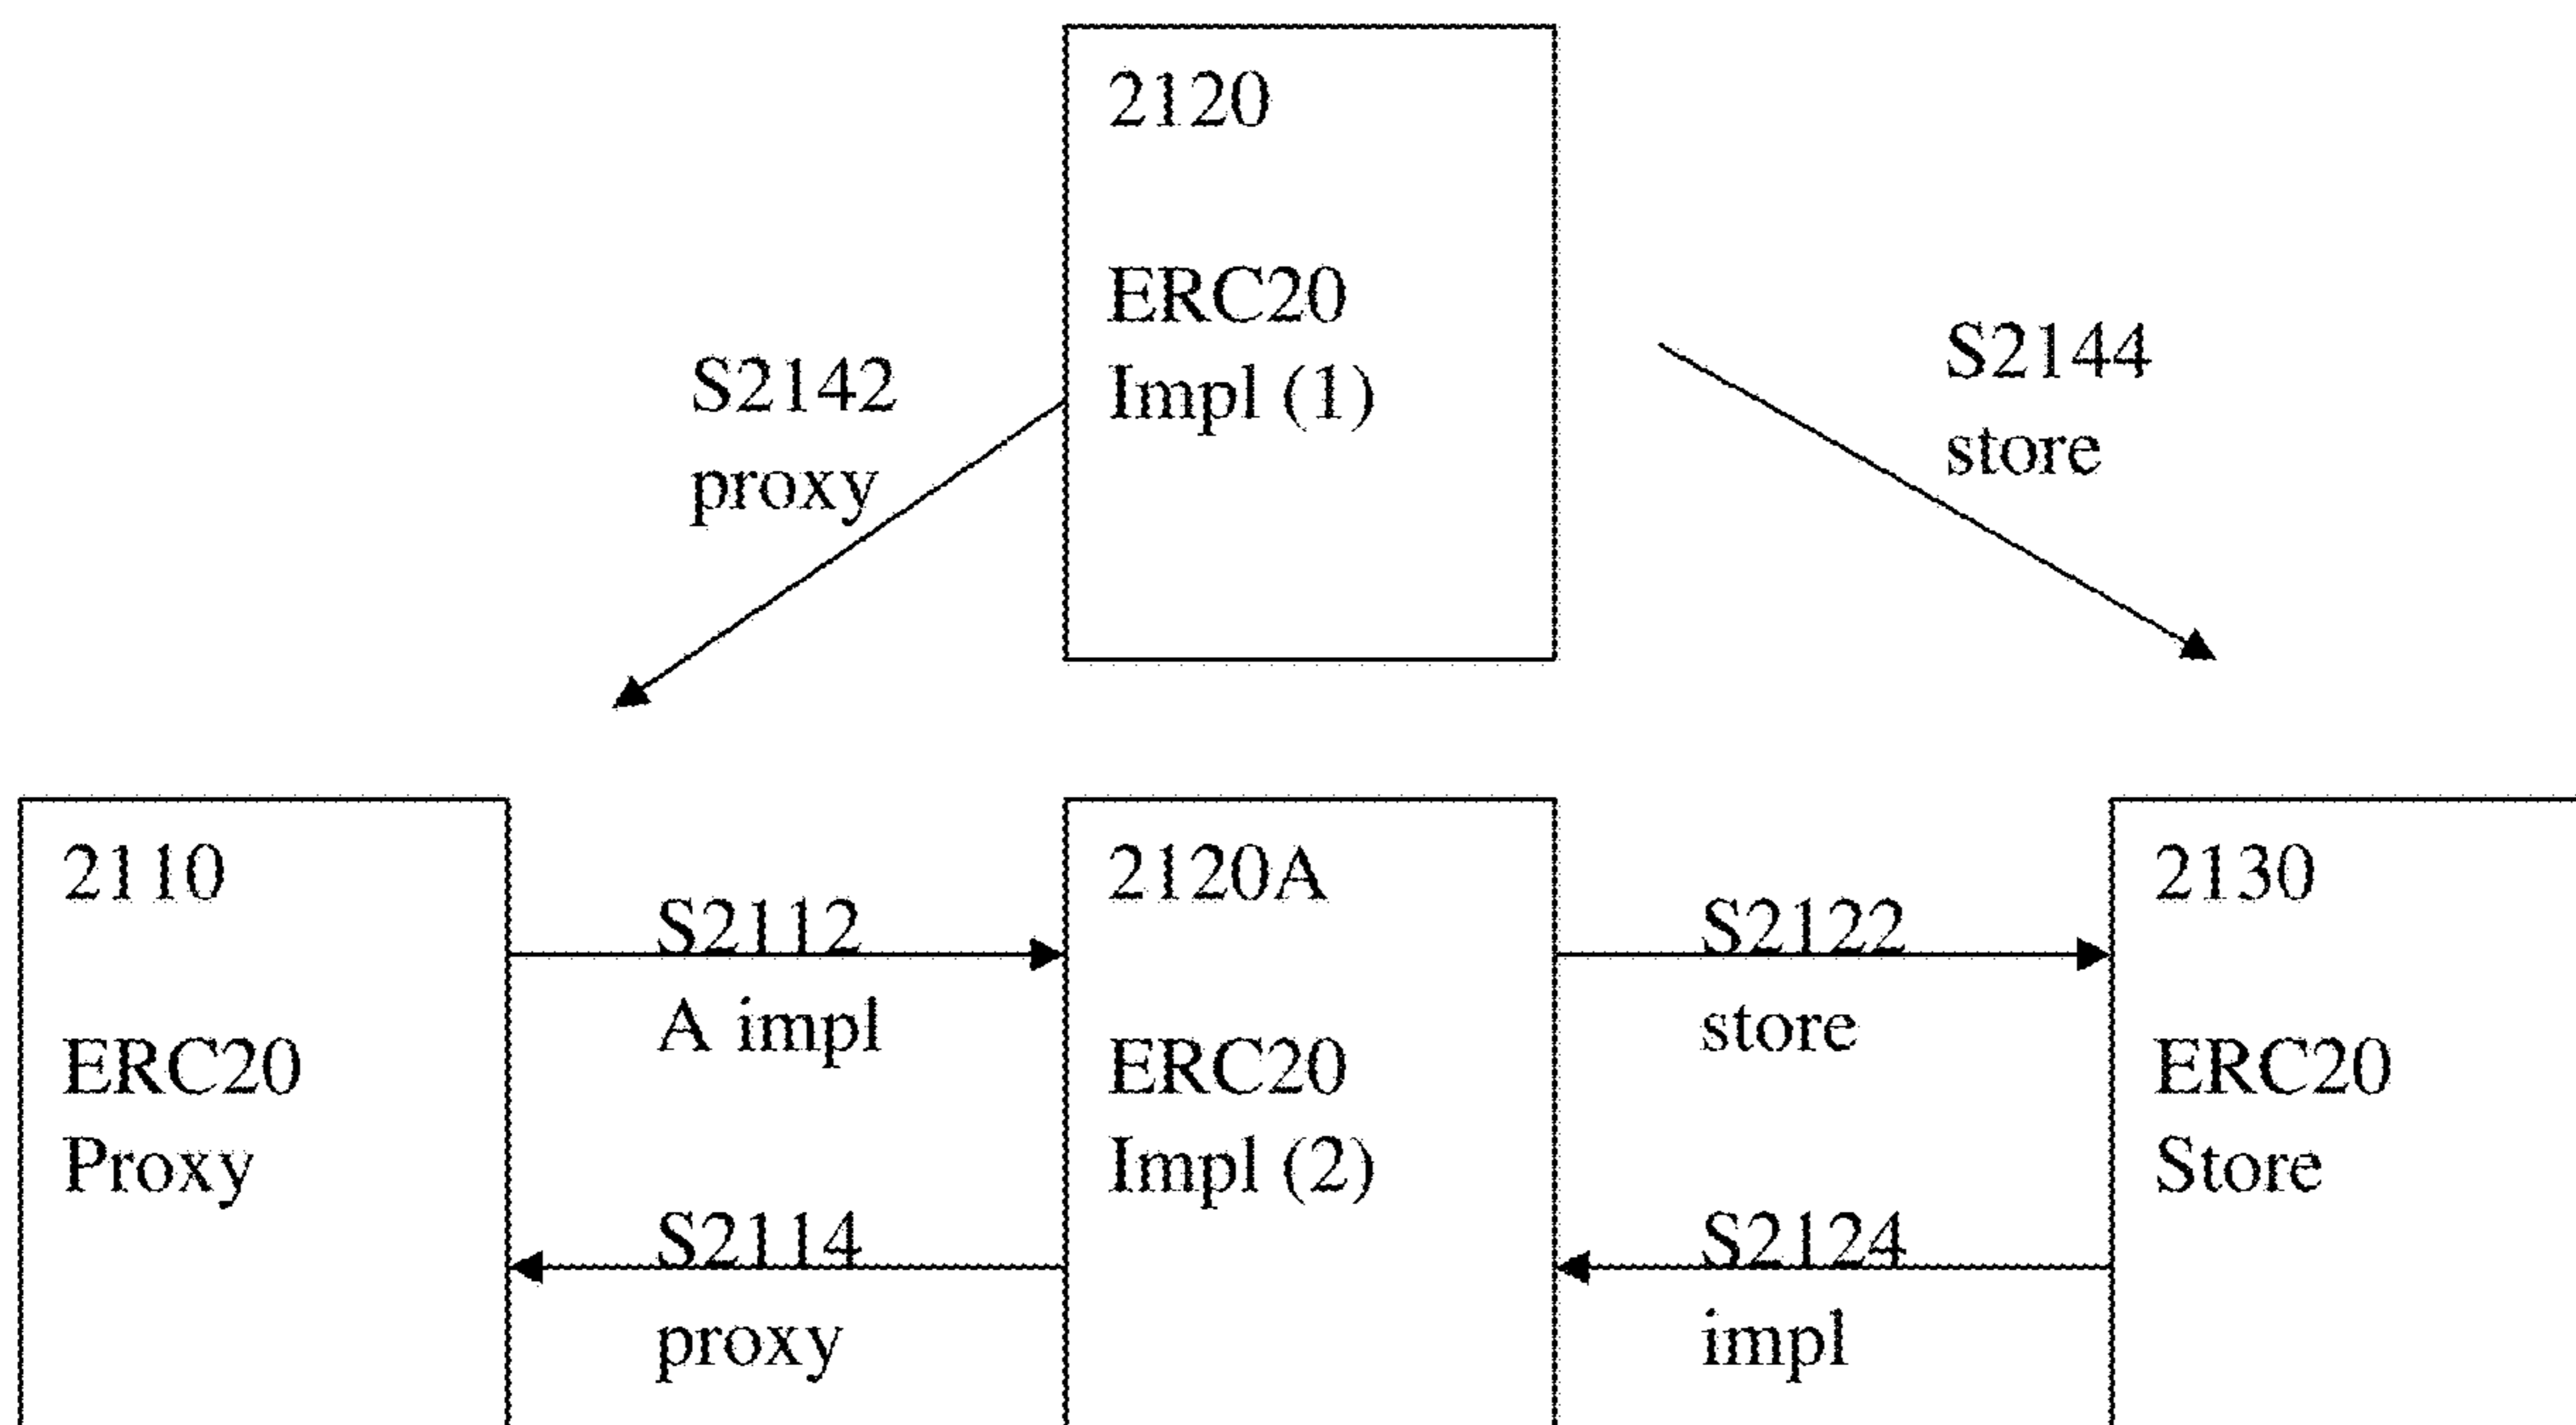 2120
ERC20
Impl (1)
S2142
proxy
S2144
store
2110
ERC20
Proxy
S2112
A impl
S2114
proxy
2120A
ERC20
Impl (2)
S2122
store
S2124
impl
2130
ERC20
Store